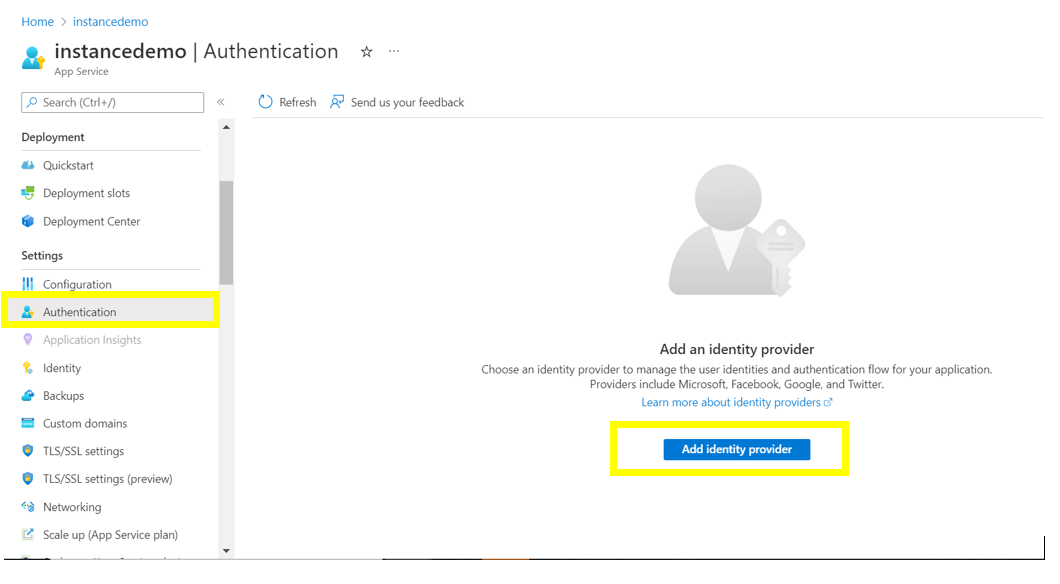 Home > instancedemo
instancedemo | Authentication
App Service
Search (Ctrl+/)
«
Refresh
Send us your feedback
Deployment
Quickstart
Deployment slots
Deployment Center
Settings
Configuration
Authentication
Application Insights
Identity
Backups
Custom domains
TLS/SSL settings
TLS/SSL settings (preview)
Networking
Scale up (App Service plan)
Add an identity provider
Choose an identity provider to manage the user identities and authentication flow for your application.
Providers include Microsoft, Facebook, Google, and Twitter.
Learn more about identity providers
Add identity provider